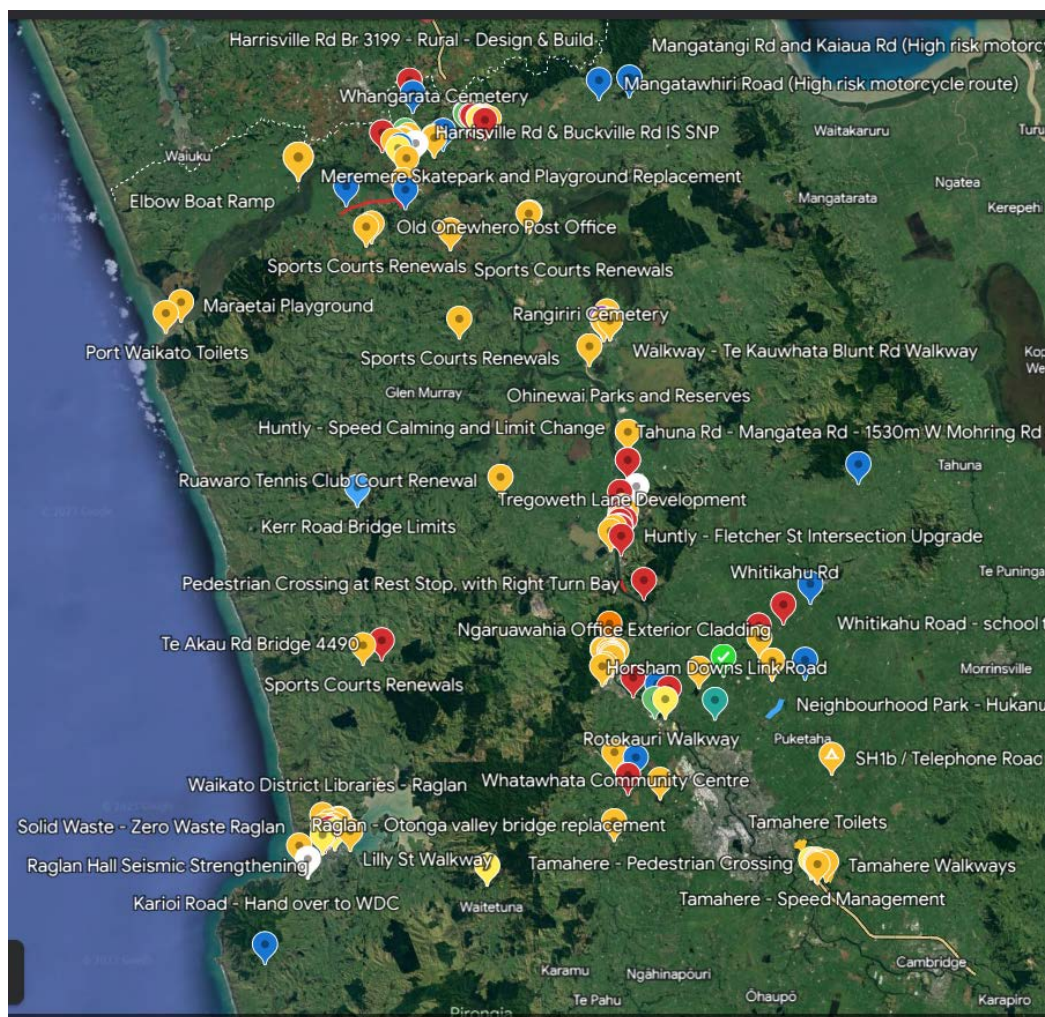 Harrisville Rd Br 3199 - Rural - Design & Build
Mangatangi Rd and Kaiaua Rd (High risk motorc
Mangatawhiri Road (High risk motorcycle route)
Whangarata Cemetery
Harrisville Rd & Buckville Rd IS SNP
Waitakaruru
Turu
Waiuku
Meremere Skatepark and Playground Replacement
Ngatea
Elbow Boat Ramp
Mangatarata
Kerepehi
Old Onewhero Post Office
Sports Courts Renewals
Sports Courts Renewals
Maraetai Playground
Rangiriri Cemetery
Port Waikato Toilets
Sports Courts Renewals
Walkway - Te Kauwhata Blunt Rd Walkway
Kop
We
Glen Murray
Ohinewai Parks and Reserves
Huntly - Speed Calming and Limit Change
Tahuna Rd - Mangatea Rd - 1530m W Mohring Rd
Tahuna
Ruawaro Tennis Club Court Renewal
Tregoweth Lane Development
Kerr Road Bridge Limits
Huntly - Fletcher St Intersection Upgrade
Pedestrian Crossing at Rest Stop, with Right Turn Bay
Whitikahu Rd
Te Puninga
Te Akau Rd Bridge 4490
Ngaruawahia Office Exterior Cladding
Whitikahu Road - school t
Horsham Downs Link Road
Morrinsville
Sports Courts Renewals
Neighbourhood Park - Hukanu
Rotokauri Walkway
Puketaha
SH1b / Telephone Road
Waikato District Libraries - Raglan
Whatawhata Community Centre
Solid Waste - Zero Waste Raglan
Raglan - Otonga valley bridge replacement
Tamahere Toilets
Raglan Hall Seismic Strengthening
Lilly St Walkway
Tamahere - Pedestrian Crossing
Tamahere Walkways
Karioi Road - Hand over to WDC
Waitetuna
Tamahere - Speed Management
Cambridge
Karamu
Ngāhinapōuri
Te Pahu
Ōhaupō
Karapiro
Pirongia